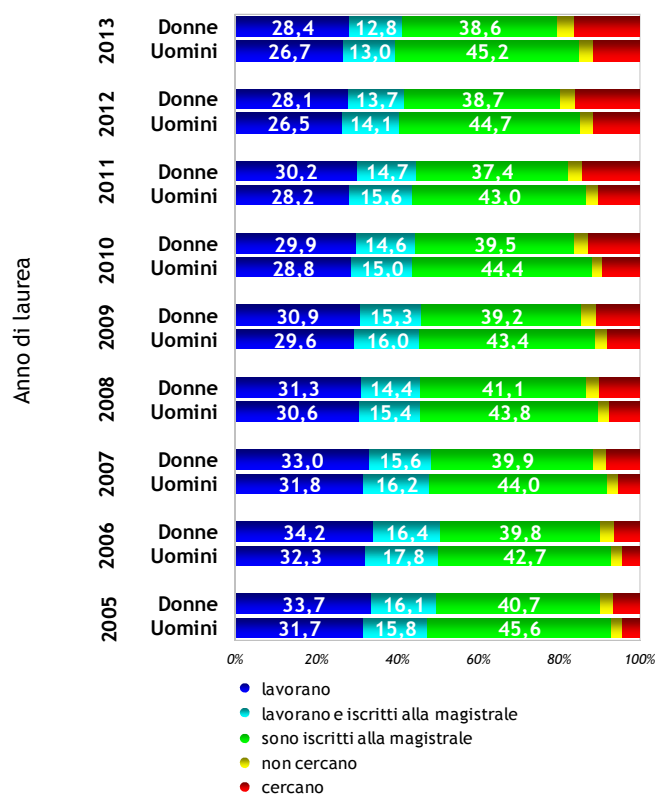 Anno di laurea
2013
Donne 28,4 12,8 38,6
Uomini 26,7 13,0 45,2
2012
Donne 28,1 13,7 38,7
Uomini 26,5 14,1 44,7
2011
Donne 30,2 14,7 37,4
Uomini 28,2 15,6 43,0
2010
Donne 29,9 14,6 39,5
Uomini 28,8 15,0 44,4
2009
Donne 30,9 15,3 39,2
Uomini 29,6 16,0 43,4
2008
Donne 31,3 14,4 41,1
Uomini 30,6 15,4 43,8
2007
Donne 33,0 15,6 39,9
Uomini 31,8 16,2 44,0
2006
Donne 34,2 16,4 39,8
Uomini 32,3 17,8 42,7
2005
Donne 33,7 16,1 40,7
Uomini 31,7 15,8 45,6
0% 20% 40% 60% 80% 100%
lavorano
lavorano e iscritti alla magistrale
sono iscritti alla magistrale
non cercano
cercano